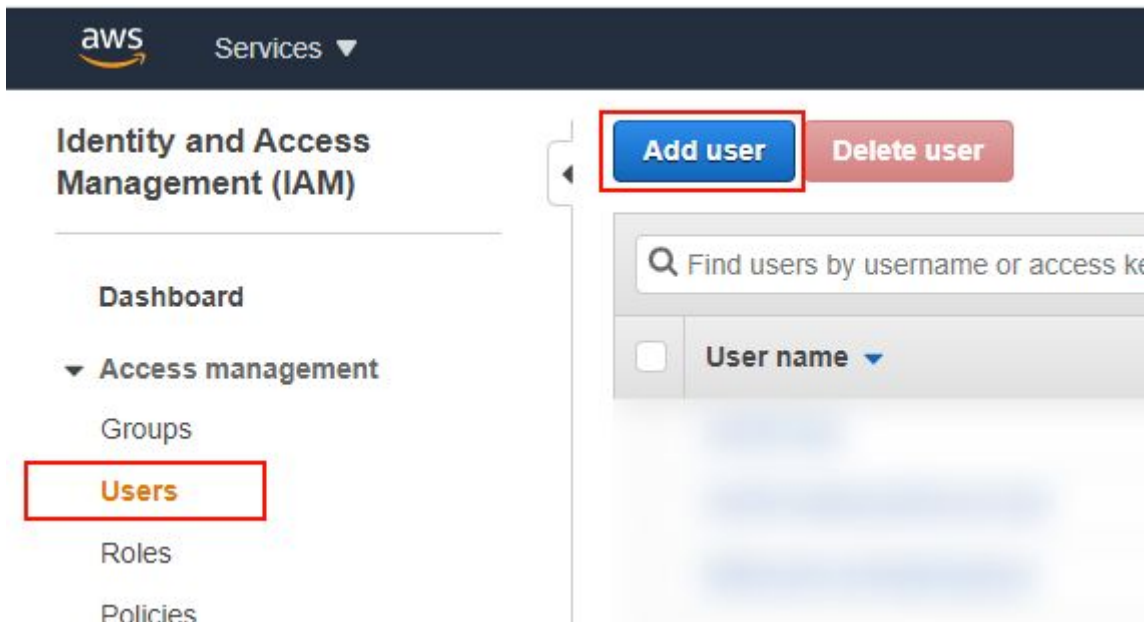 aws
Services
Identity and Access
Management (IAM)
Dashboard
Access management
Groups
Users
Roles
Policies
Add user
Delete user
Find users by username or access ke
User name